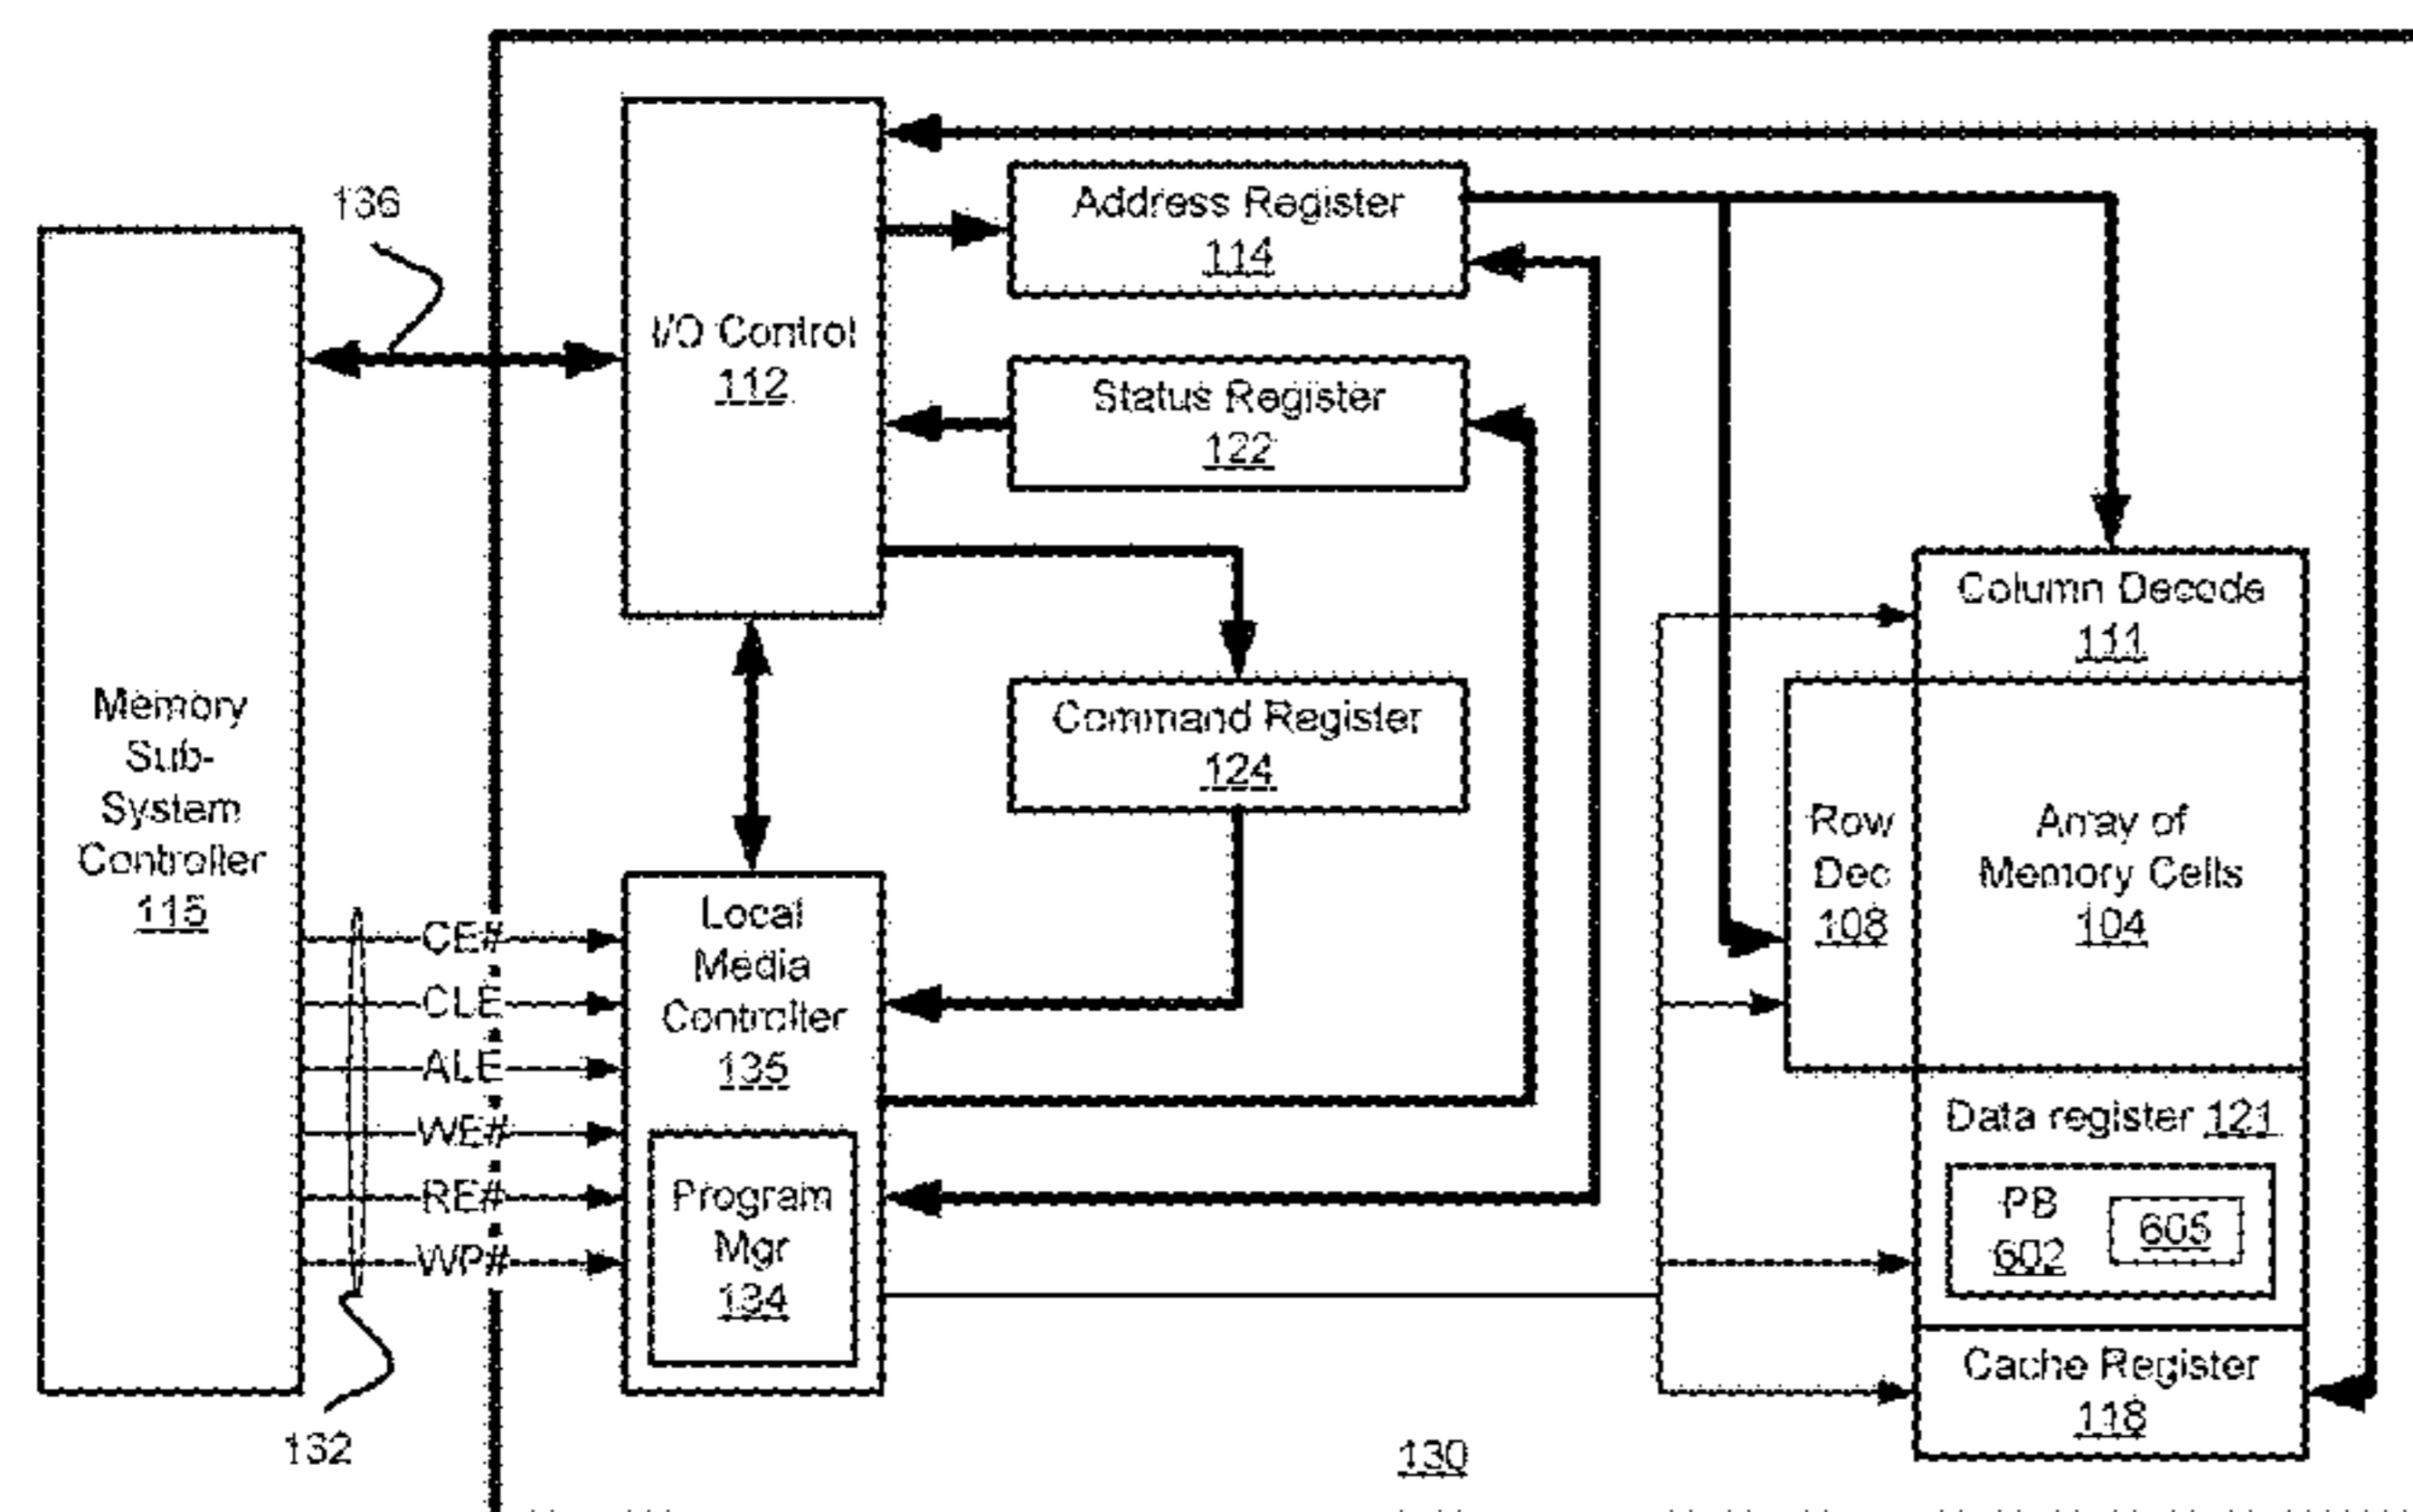 136
Address Register
114
I/O Control
112
Status Register
122
Column Decode
111
Memory
Sub-
System
Controller
115
Command Register
124
Row
Dec
108
Array of
Memory Cells
104
CE#
CLE
ALE
WE#
RE#
WP#
Local
Media
Controller
135
Program
Mgr
134
Data register 121
PB
602
605
Cache Register
118
132
130